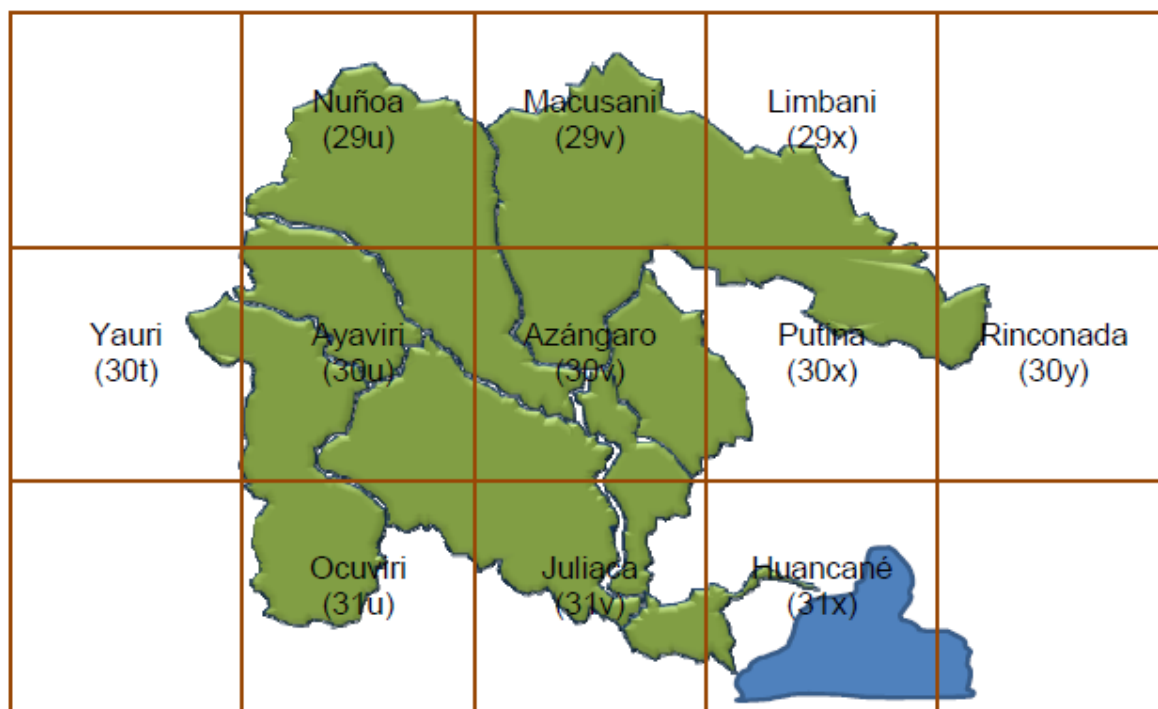 Nuñoa
(29u)
Macusani
(29v)
Limbani
(29x)
Yauri
(30t)
Ayaviri
(30u)
Azángaro
(30v)
Putina
(30x)
Rinconada
(30y)
Ocuviri
(31u)
Juliaca
(31v)
Huancané
(31x)